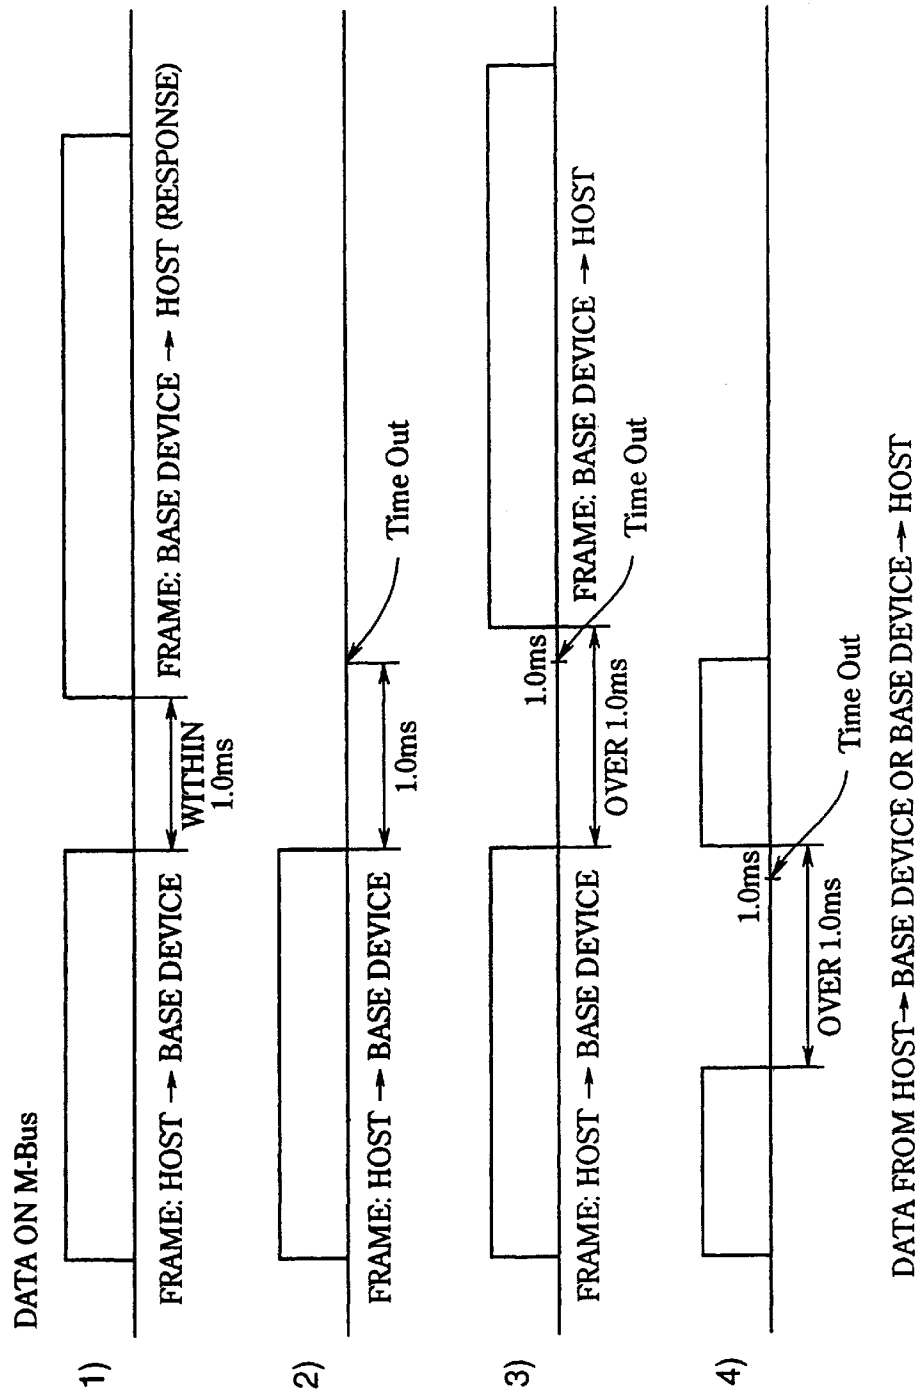 DATA ON M-Bus
1)
FRAME: HOST → BASE DEVICE
WITHIN
1.0ms
FRAME: BASE DEVICE → HOST (RESPONSE)
2)
FRAME: HOST → BASE DEVICE
1.0ms
Time Out
3)
FRAME: HOST → BASE DEVICE
OVER 1.0ms
1.0ms
FRAME: BASE DEVICE → HOST
Time Out
4)
1.0ms
OVER 1.0ms
Time Out
DATA FROM HOST→BASE DEVICE OR BASE DEVICE→HOST